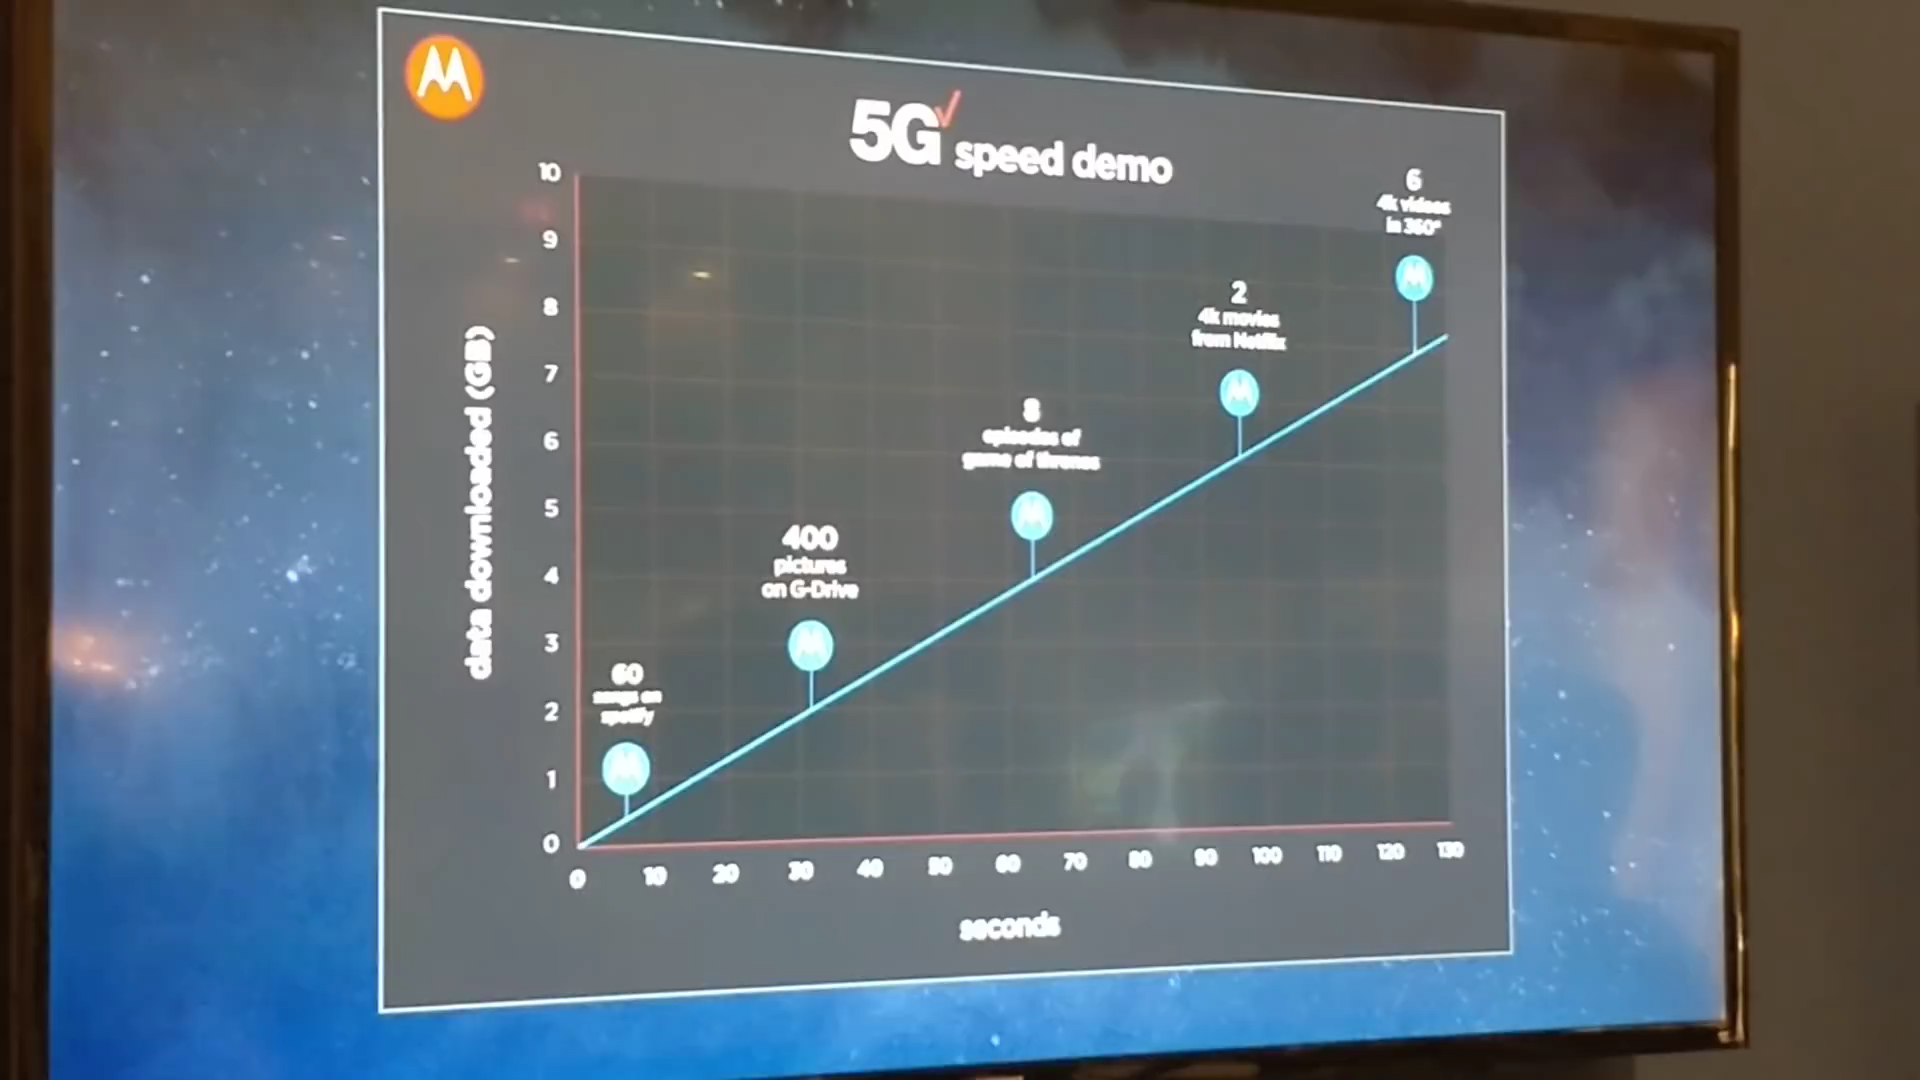 5G speed demo
10
9
8
7
6
5
4
3
2
1
0
data downloaded (GB)
60
songs on
spotify
400
pictures
on G-Drive
8
episodes of
game of thrones
2
4k movies
from Netflix
6
4k videos
in 360°
0 10 20 30 40 50 60 70 80 90 100 110 120 130
seconds